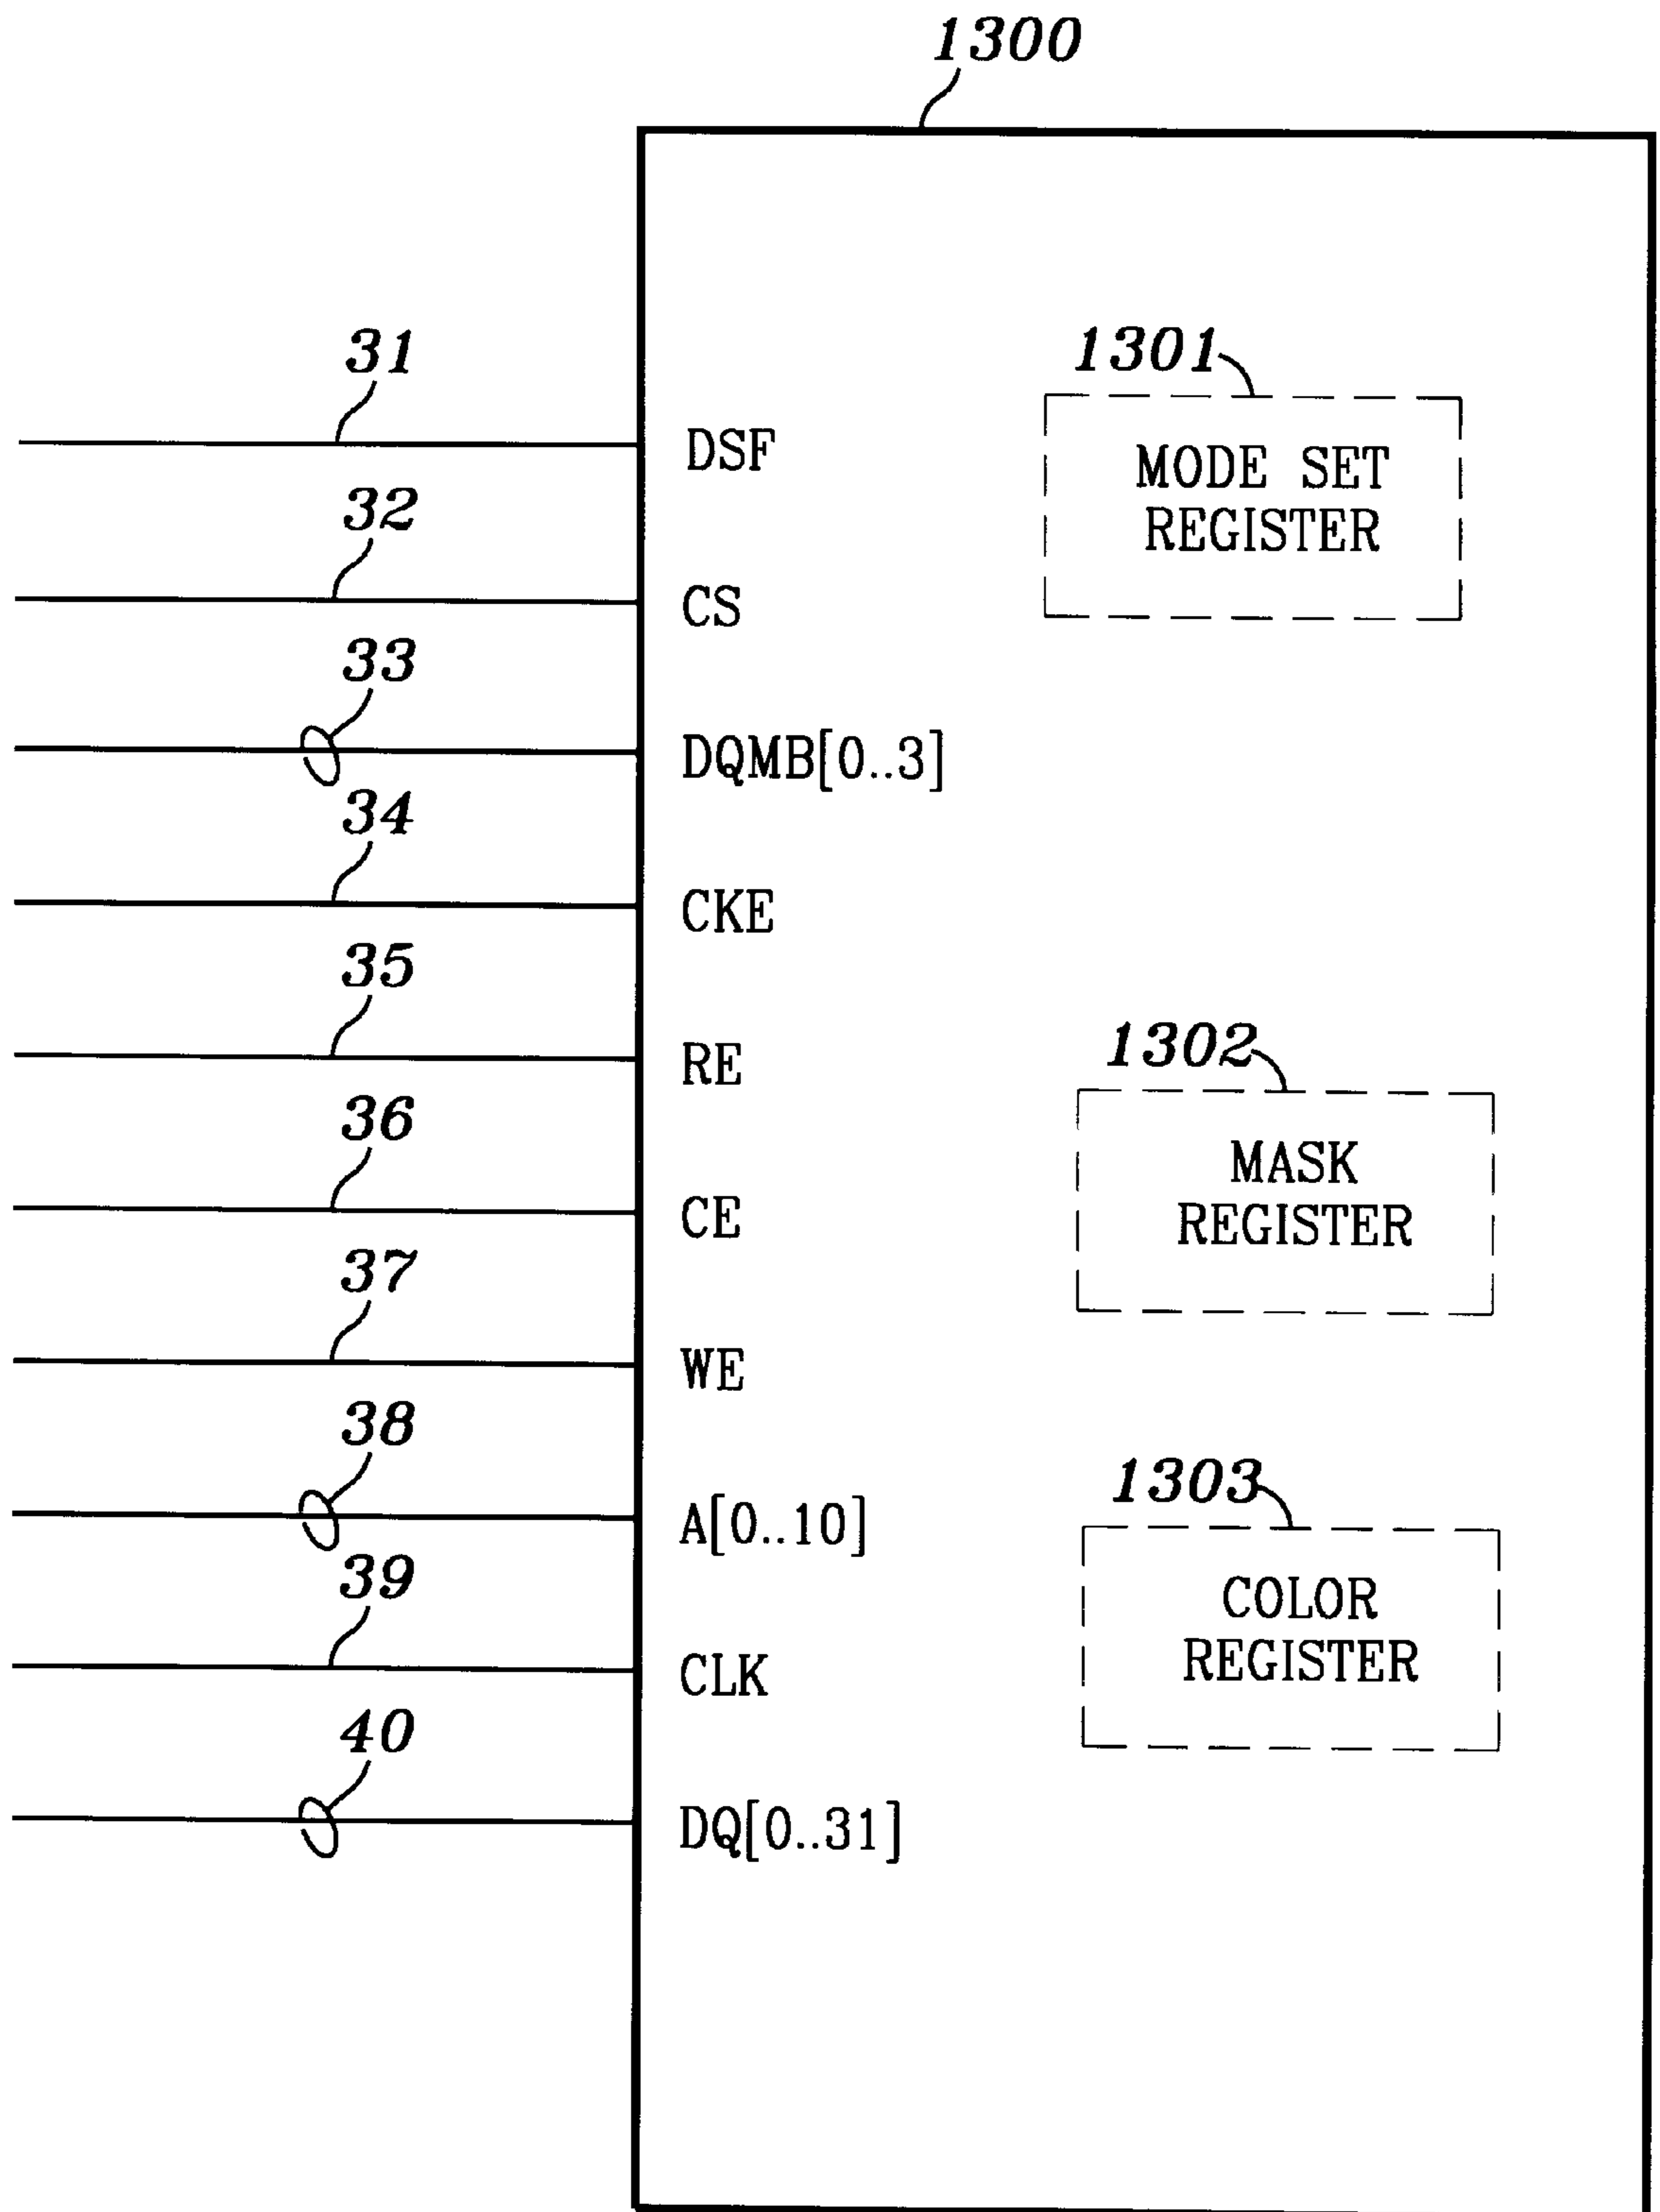 1300
31
DSF
32
CS
33
DQMB[0..3]
34
CKE
35
RE
36
CE
37
WE
38
A[0..10]
39
CLK
40
DQ[0..31]
1301
MODE SET
REGISTER
1302
MASK
REGISTER
1303
COLOR
REGISTER